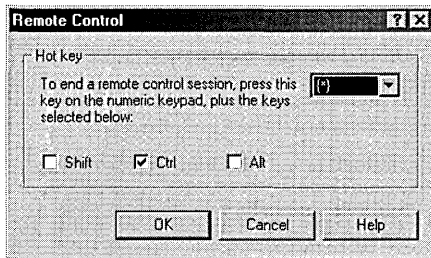 Remote Control
Hot key
To end a remote control session, press this
key on the numeric keypad, plus the keys
selected below:
{*}
Shift Ctrl Alt
OK Cancel Help